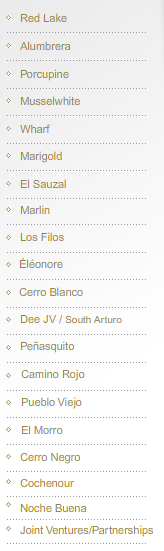 Red Lake
Alumbrera
Porcupine
Musselwhite
Wharf
Marigold
El Sauzal
Marlin
Los Filos
Éléonore
Cerro Blanco
Dee JV / South Arturo
Peñasquito
Camino Rojo
Pueblo Viejo
El Morro
Cerro Negro
Cochenour
Noche Buena
Joint Ventures/Partnerships